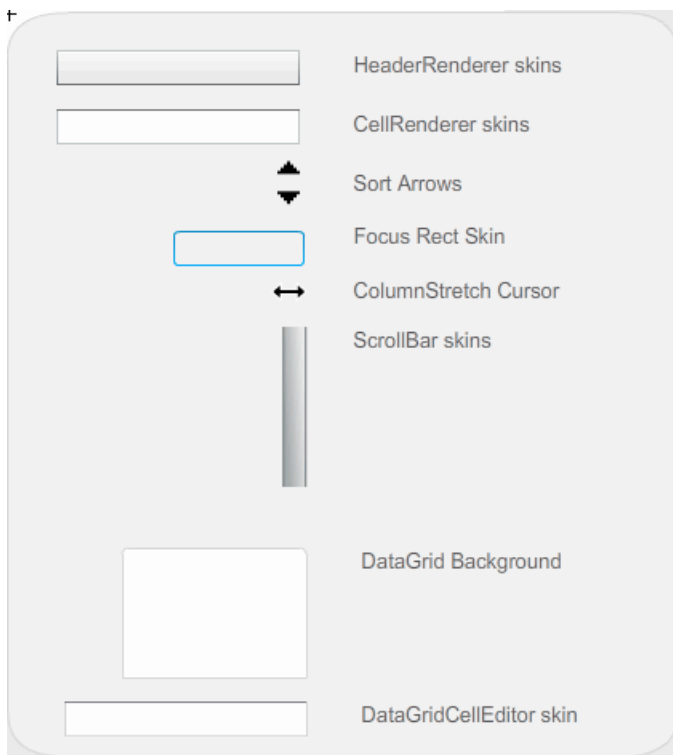 HeaderRenderer skins
CellRenderer skins
Sort Arrows
Focus Rect Skin
ColumnStretch Cursor
ScrollBar skins
DataGrid Background
DataGridCellEditor skin